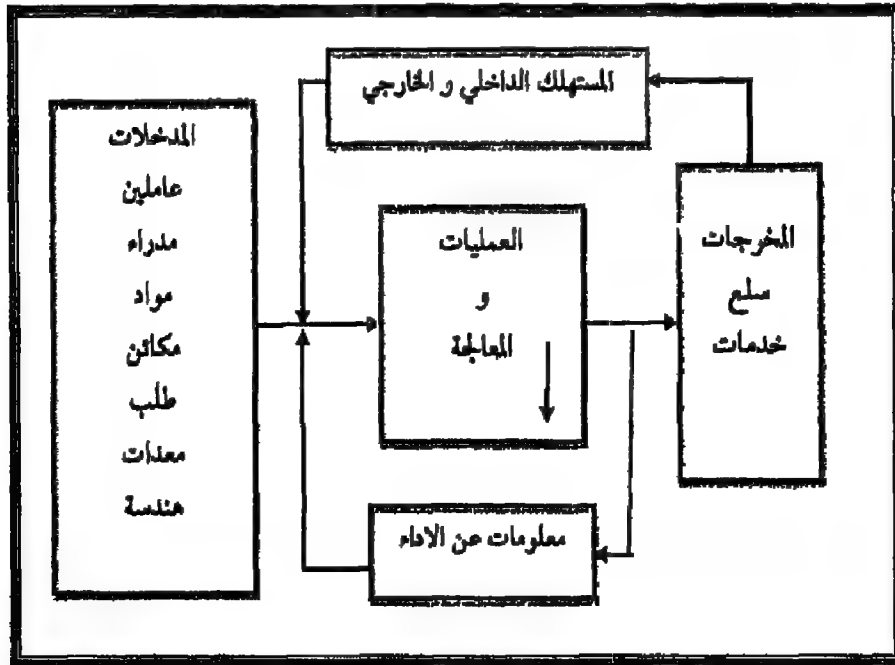 المستهلك الداخلي و الخارجي
المدخلات
عاملين
مدراء
مواد
مكائن
طلب
معدات
هندسة
العمليات
و
المعالجة
المخرجات
سلع
خدمات
معلومات عن الاداء